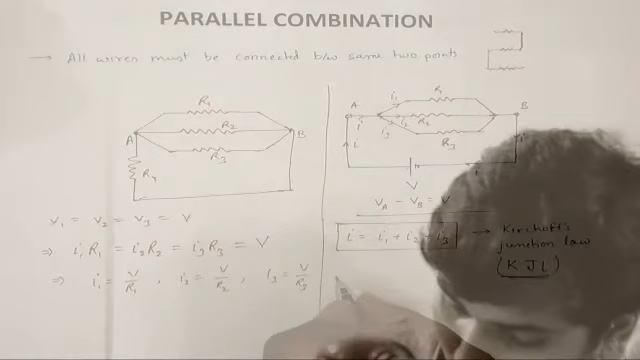 PARALLEL COMBINATION
→ All wires must be connected b/w same two points
R₁
R₂
R₃
A
B
R₄
A
i
i₁
i₂
i₃
R₁
R₂
R₃
B
i
i
V
V_A - V_B = V
V₁ = V₂ = V₃ = V
⇒ i₁R₁ = i₂R₂ = i₃R₃ = V
⇒ i₁ = V/R₁ , i₂ = V/R₂ , i₃ = V/R₃
i = i₁ + i₂ + i₃ → Kirchoff's
junction law
(KJL)